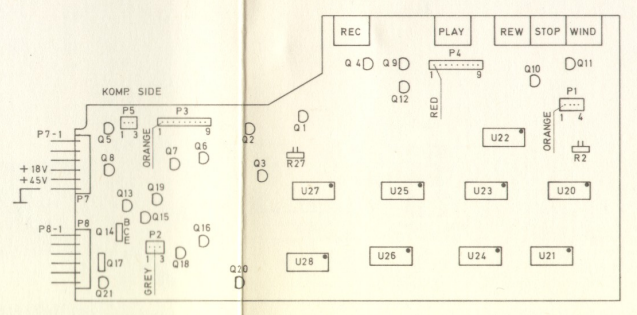 REC PLAY REW STOP WIND
P4
Q4 Q9 Q11
1 9 Q10
KOMP. SIDE Q12 P1
P5 P3 RED 1 4
P7-1 1 3 1 9 Q1
Q5 ORANGE Q2 U22 ORANGE
Q7 Q6
Q8 Q3 R27 R2
+18V
+45V
P7 Q13 Q19 U27 U25 U23 U20
Q15
P8-1 P8 Q14 B C E P2 Q16
1 3
Q17 Q18 U28 U26 U24 U21
GREY Q20
Q21